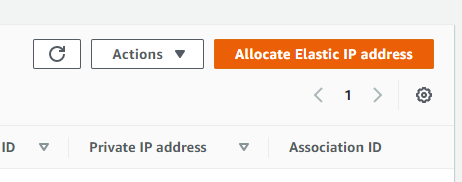 Actions Allocate Elastic IP address
1
ID Private IP address Association ID